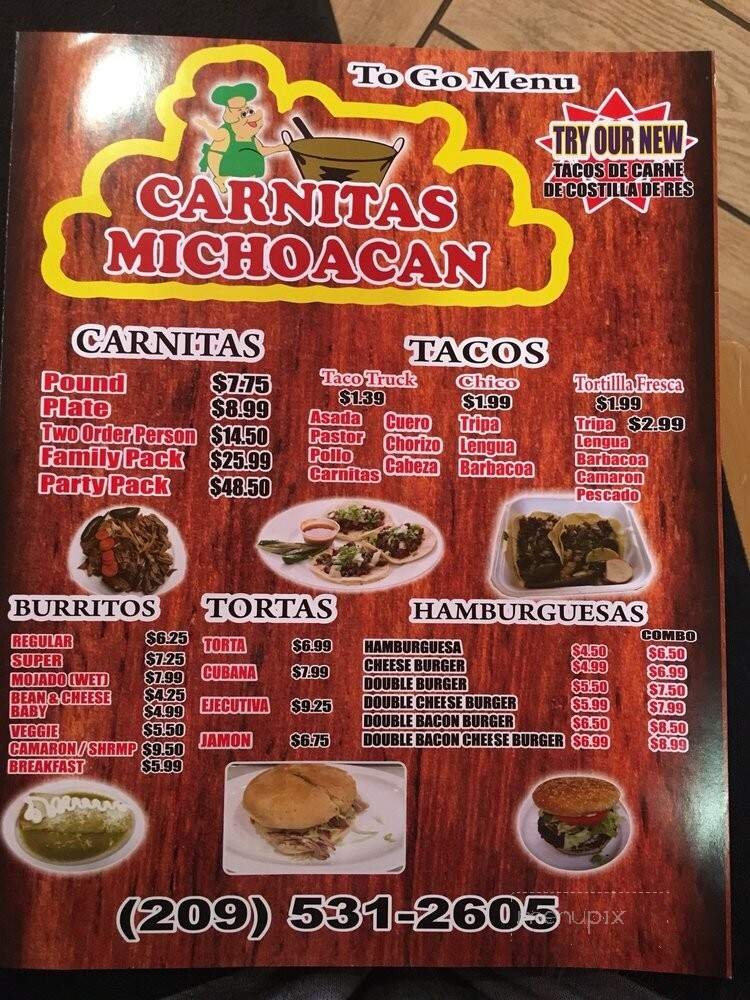 To Go Menu
TRY OUR NEW
TACOS DE CARNE
DE COSTILLA DE RES
CARNITAS
MICHOACAN
CARNITAS
Pound $7.75
Plate $8.99
Two Order Person $14.50
Family Pack $25.99
Party Pack $48.50
TACOS
Taco Truck
$1.39
Asada
Pastor
Pollo
Carnitas
Cuero
Chorizo
Cabeza
Chico
$1.99
Tripa
Lengua
Barbacoa
Tortillla Fresca
$1.99
Tripa $2.99
Lengua
Barbacoa
Camaron
Pescado
BURRITOS
REGULAR $6.25
SUPER $7.25
MOJADO (WET) $7.99
BEAN & CHEESE $4.25
BABY $4.99
VEGGIE $5.50
CAMARON / SHRMP $9.50
BREAKFAST $5.99
TORTAS
TORTA $6.99
CUBANA $7.99
EJECUTIVA $9.25
JAMON $6.75
HAMBURGUESAS
COMBO
HAMBURGUESA $4.50 $6.50
CHEESE BURGER $4.99 $6.99
DOUBLE BURGER $5.50 $7.50
DOUBLE CHEESE BURGER $5.99 $7.99
DOUBLE BACON BURGER $6.50 $8.50
DOUBLE BACON CHEESE BURGER $6.99 $8.99
(209) 531-2605
menupix